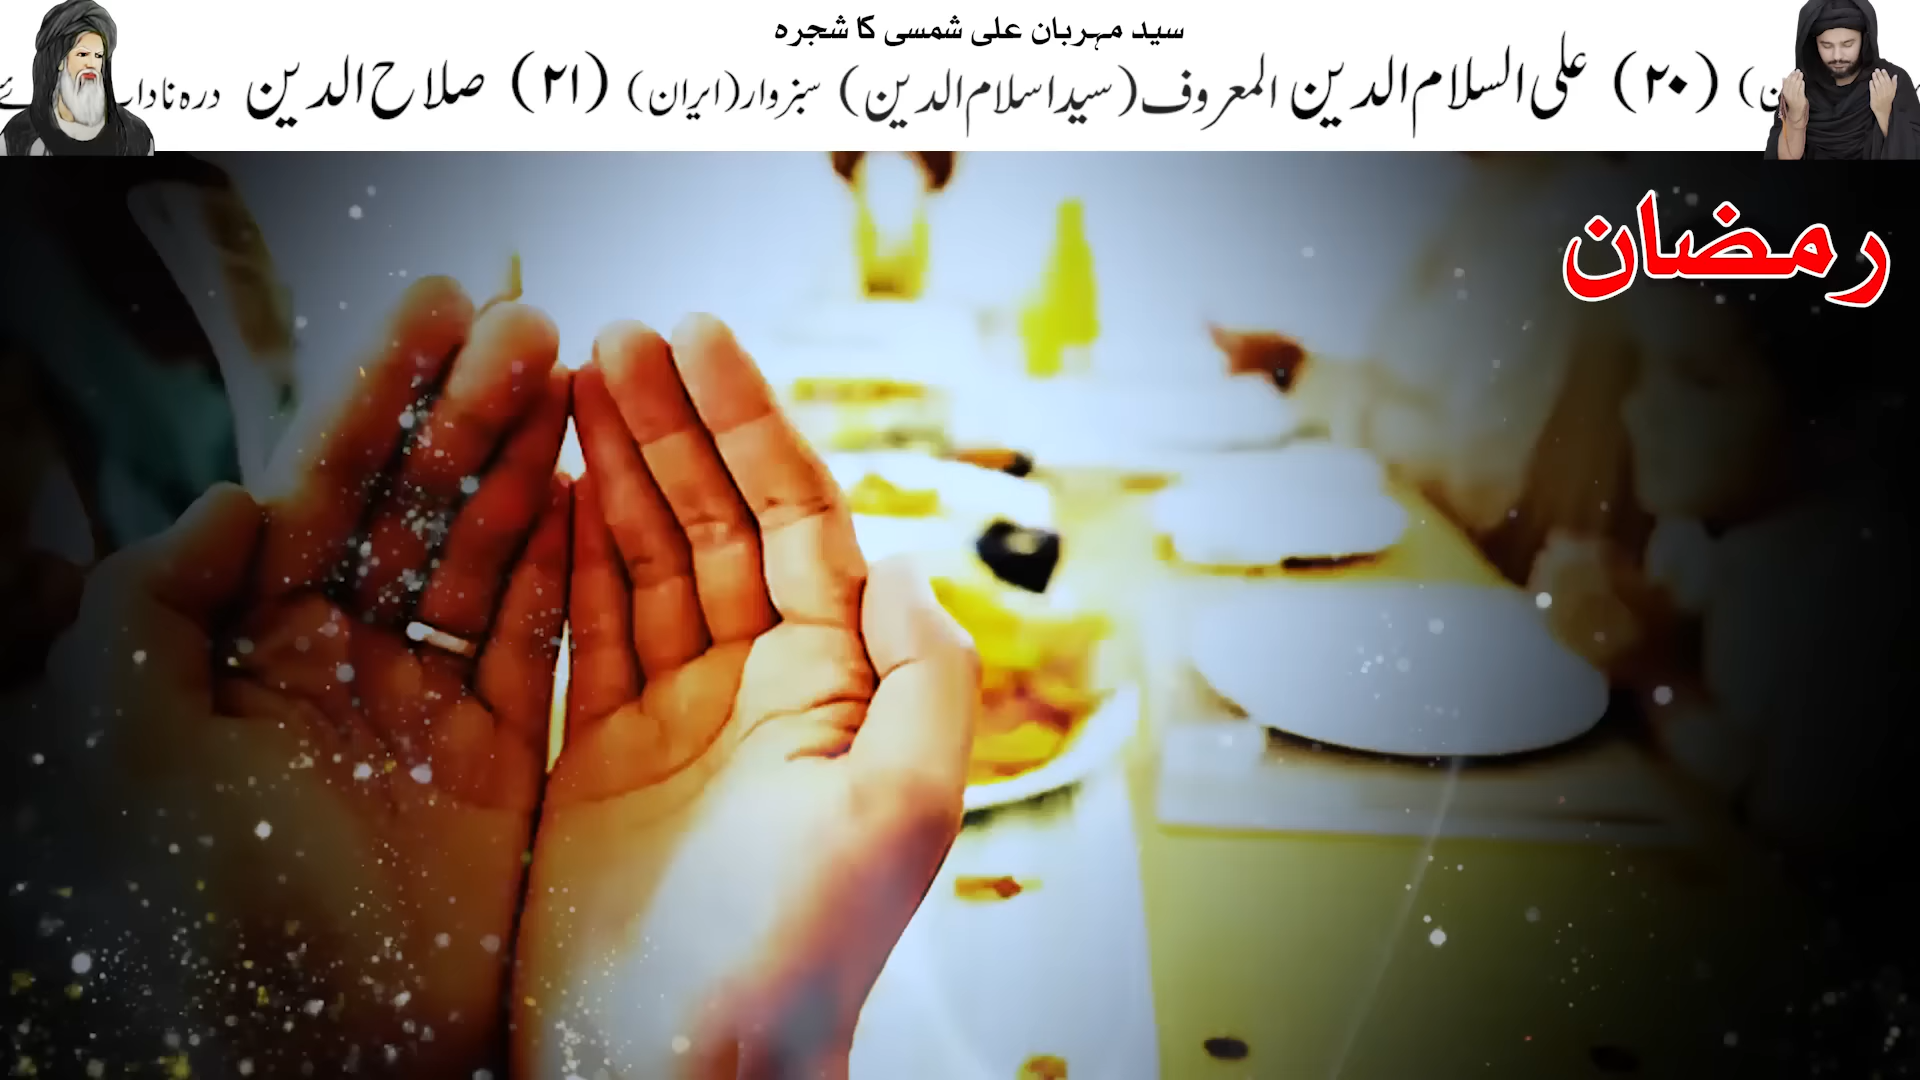 سید مہربان علی شمسی کا شجرہ
(۲۰) علی السلام الدین المعروف (سید اسلام الدین) سبزوار (ایران) (۲۱) صلاح الدین درہ
رمضان